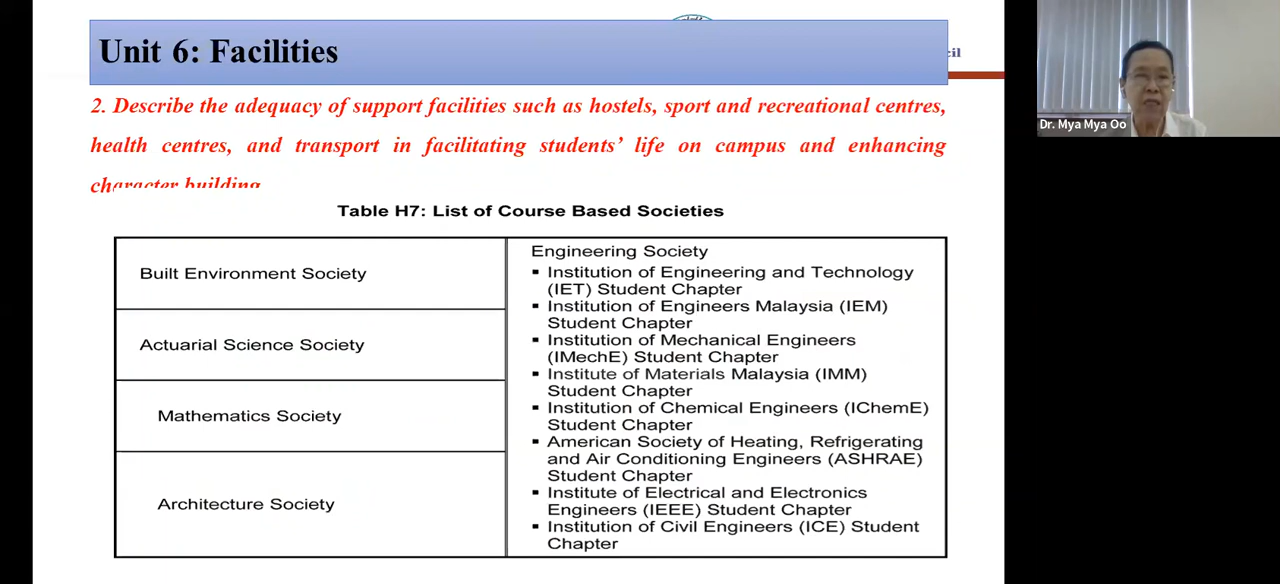 Unit 6: Facilities
cil
2. Describe the adequacy of support facilities such as hostels, sport and recreational centres,
health centres, and transport in facilitating students' life on campus and enhancing
character building
Table H7: List of Course Based Societies
Built Environment Society
Actuarial Science Society
Mathematics Society
Architecture Society
Engineering Society
▪ Institution of Engineering and Technology
(IET) Student Chapter
▪ Institution of Engineers Malaysia (IEM)
Student Chapter
▪ Institution of Mechanical Engineers
(IMechE) Student Chapter
▪ Institute of Materials Malaysia (IMM)
Student Chapter
▪ Institution of Chemical Engineers (IChemE)
Student Chapter
▪ American Society of Heating, Refrigerating
and Air Conditioning Engineers (ASHRAE)
Student Chapter
▪ Institute of Electrical and Electronics
Engineers (IEEE) Student Chapter
▪ Institution of Civil Engineers (ICE) Student
Chapter
Dr. Mya Mya Oo